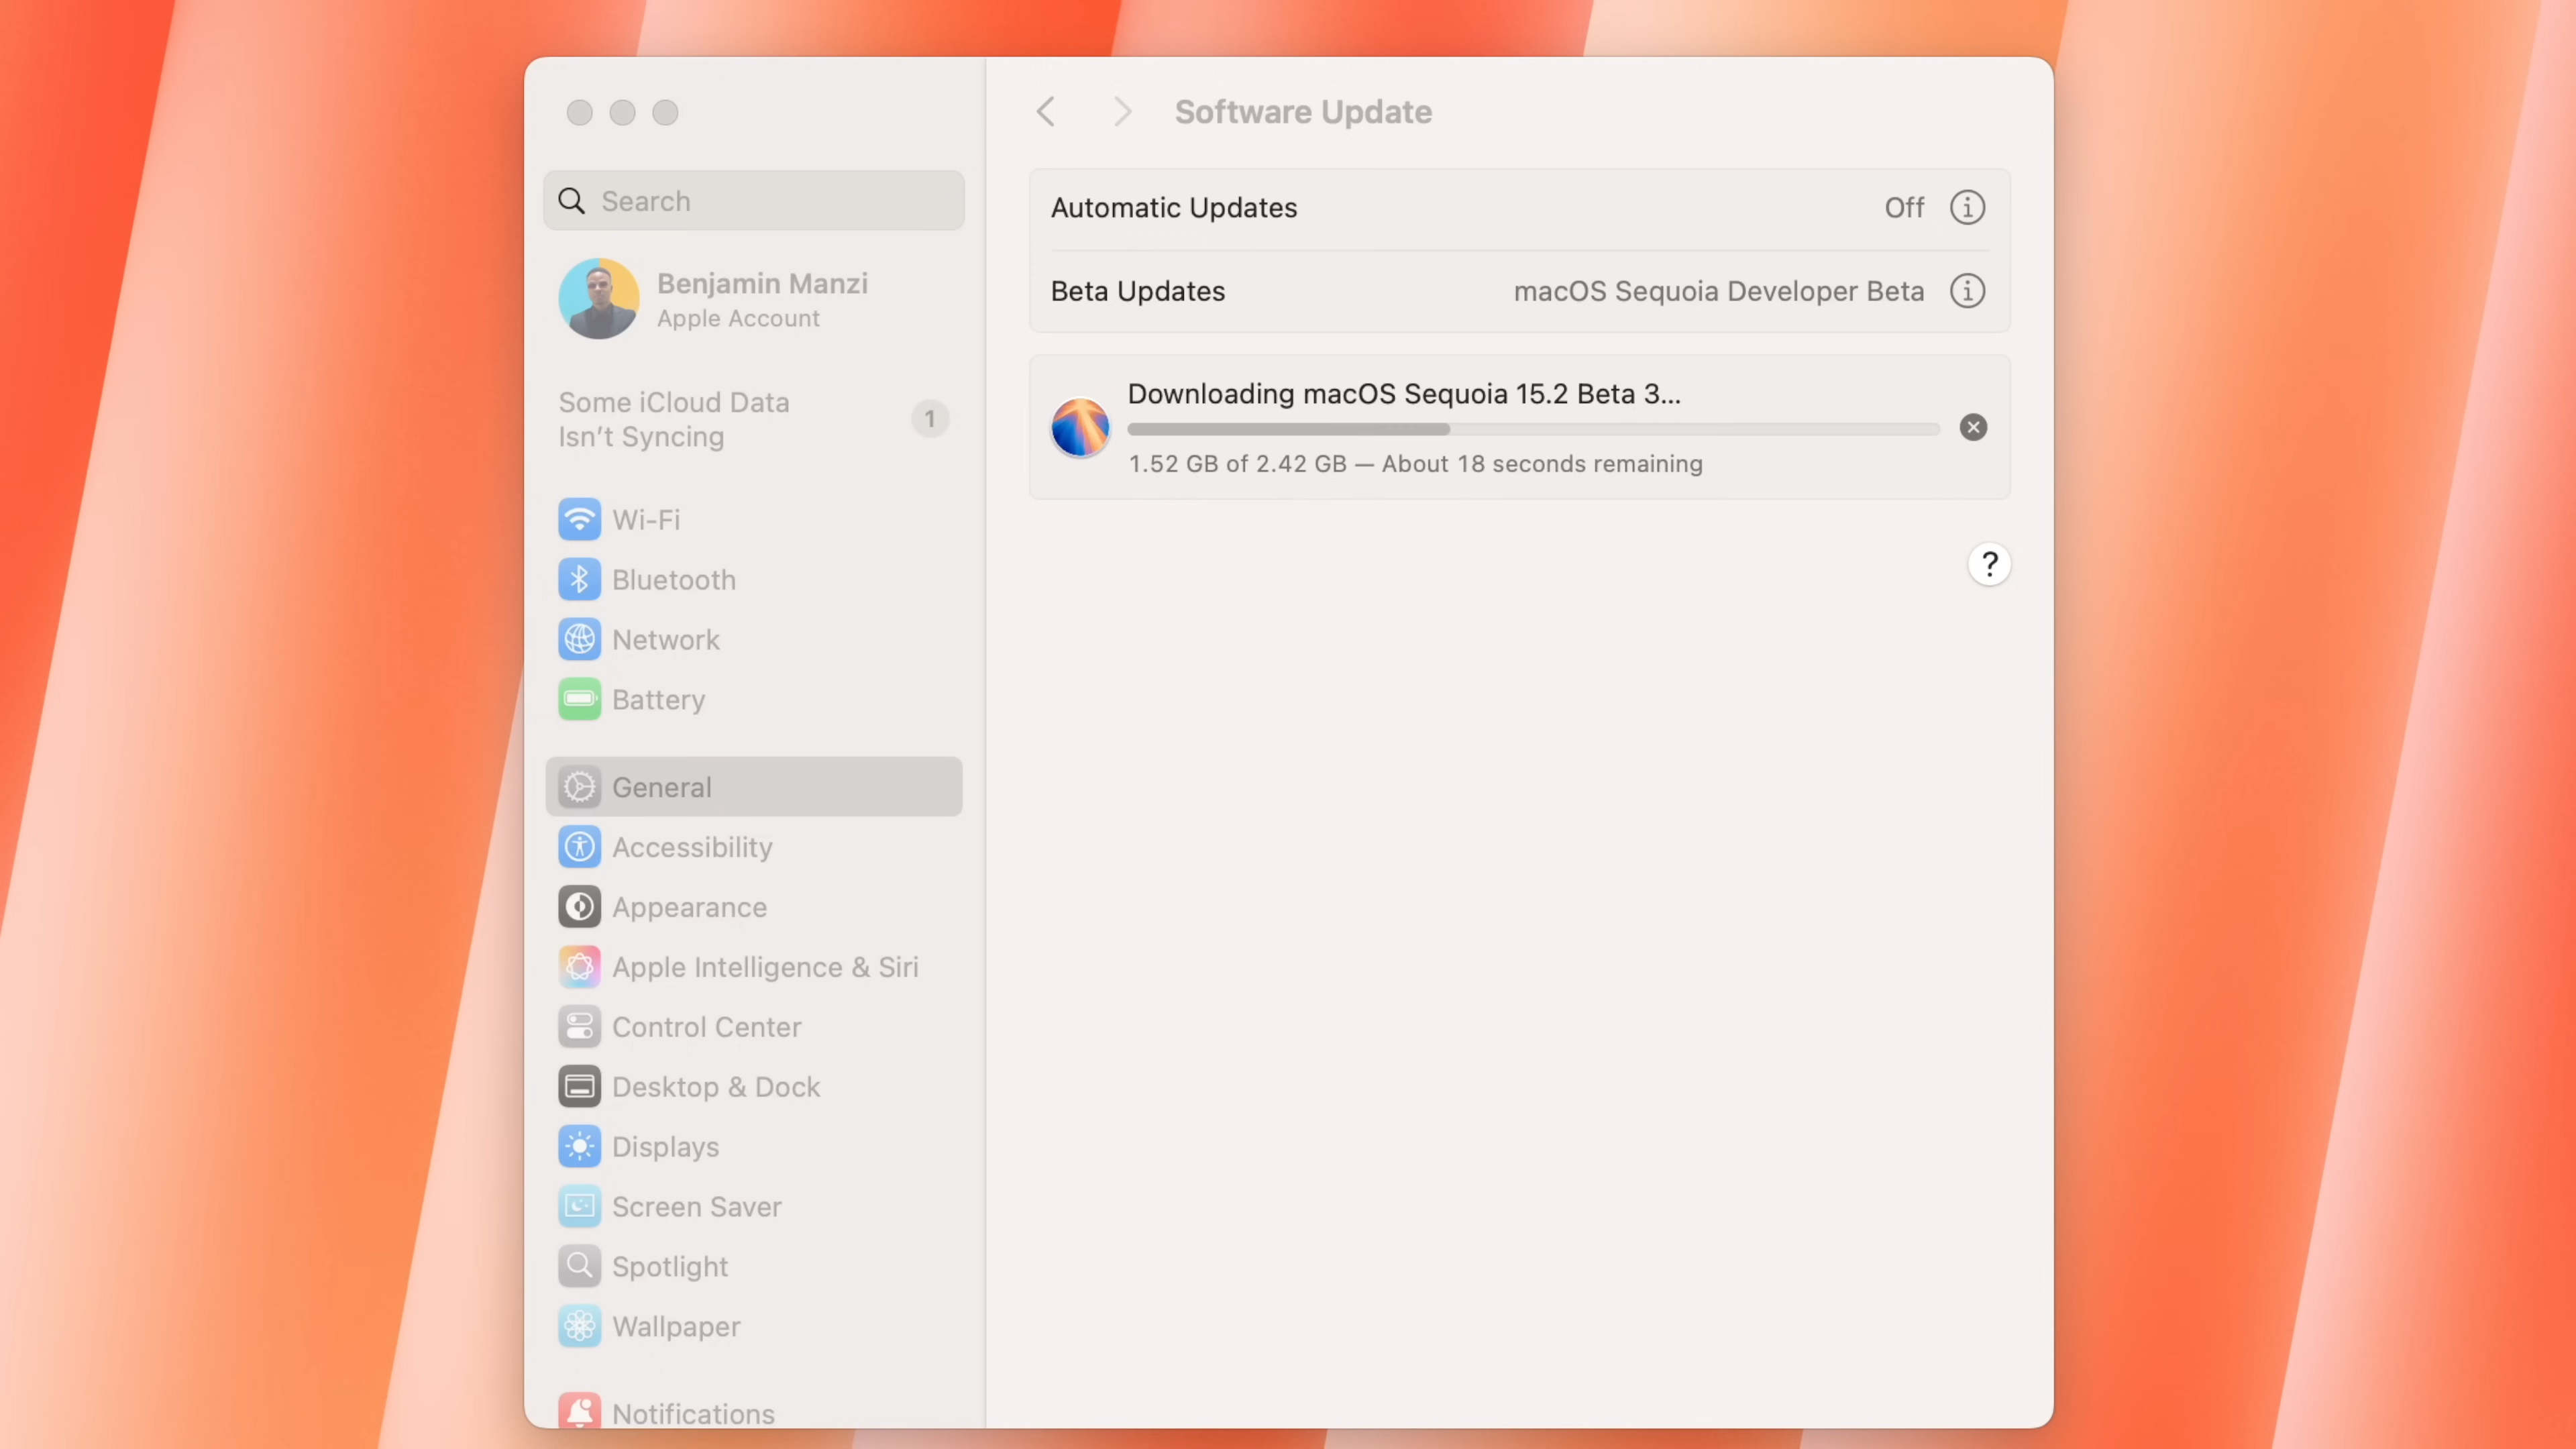 Software Update
Search
Automatic Updates
Off
Beta Updates
macOS Sequoia Developer Beta
Benjamin Manzi
Apple Account
Some iCloud Data
Isn't Syncing
1
Downloading macOS Sequoia 15.2 Beta 3...
1.52 GB of 2.42 GB — About 18 seconds remaining
?
Wi-Fi
Bluetooth
Network
Battery
General
Accessibility
Appearance
Apple Intelligence & Siri
Control Center
Desktop & Dock
Displays
Screen Saver
Spotlight
Wallpaper
Notifications